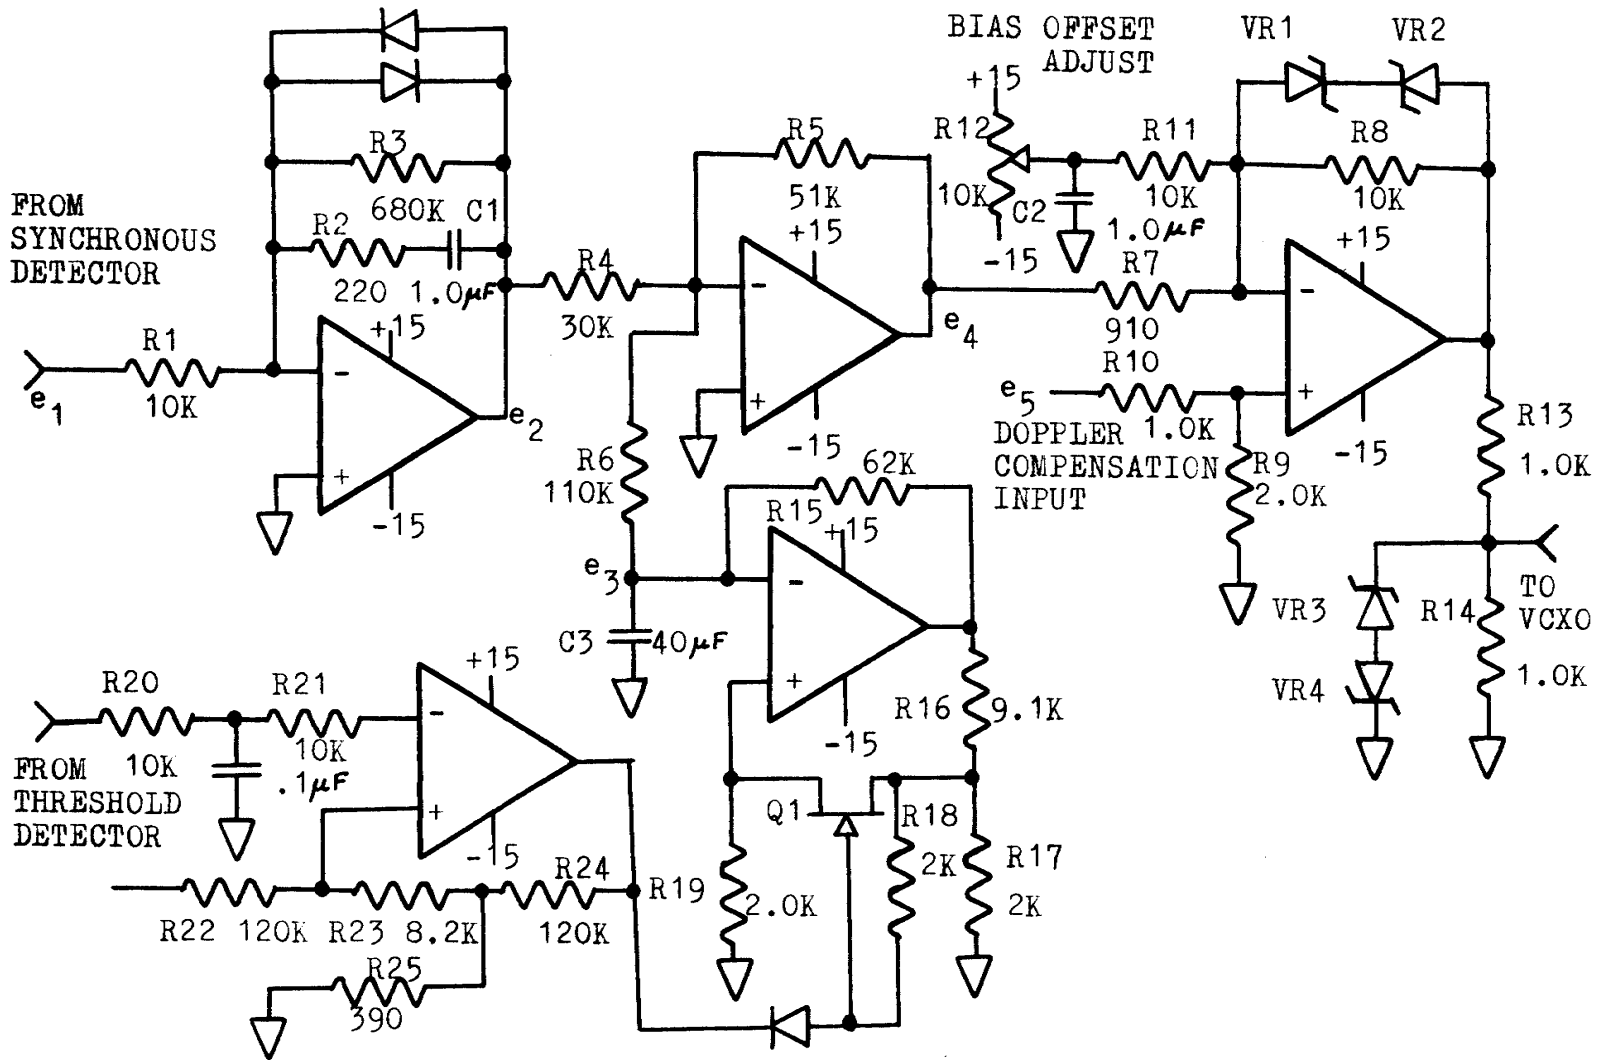 BIAS OFFSET
ADJUST
VR1
VR2
+15
R12
R11
R8
R5
R3
10K
10K
10K
51K
680K
C1
C2
1.0μF
FROM
SYNCHRONOUS
DETECTOR
R2
+15
+15
-15
R4
R7
220
1.0μF
30K
910
R1
+15
e4
R10
10K
e1
e2
e5
1.0K
R13
-15
-15
DOPPLER
COMPENSATION
INPUT
R9
2.0K
1.0K
R6
110K
62K
-15
R15
+15
e3
TO
VCXO
VR3
R14
C3
40μF
+15
1.0K
R20
R21
VR4
R16
9.1K
10K
10K
-15
FROM
THRESHOLD
DETECTOR
.1μF
Q1
R18
-15
R24
R19
2K
R17
2.0K
2K
R22
120K
R23
8.2K
120K
R25
390